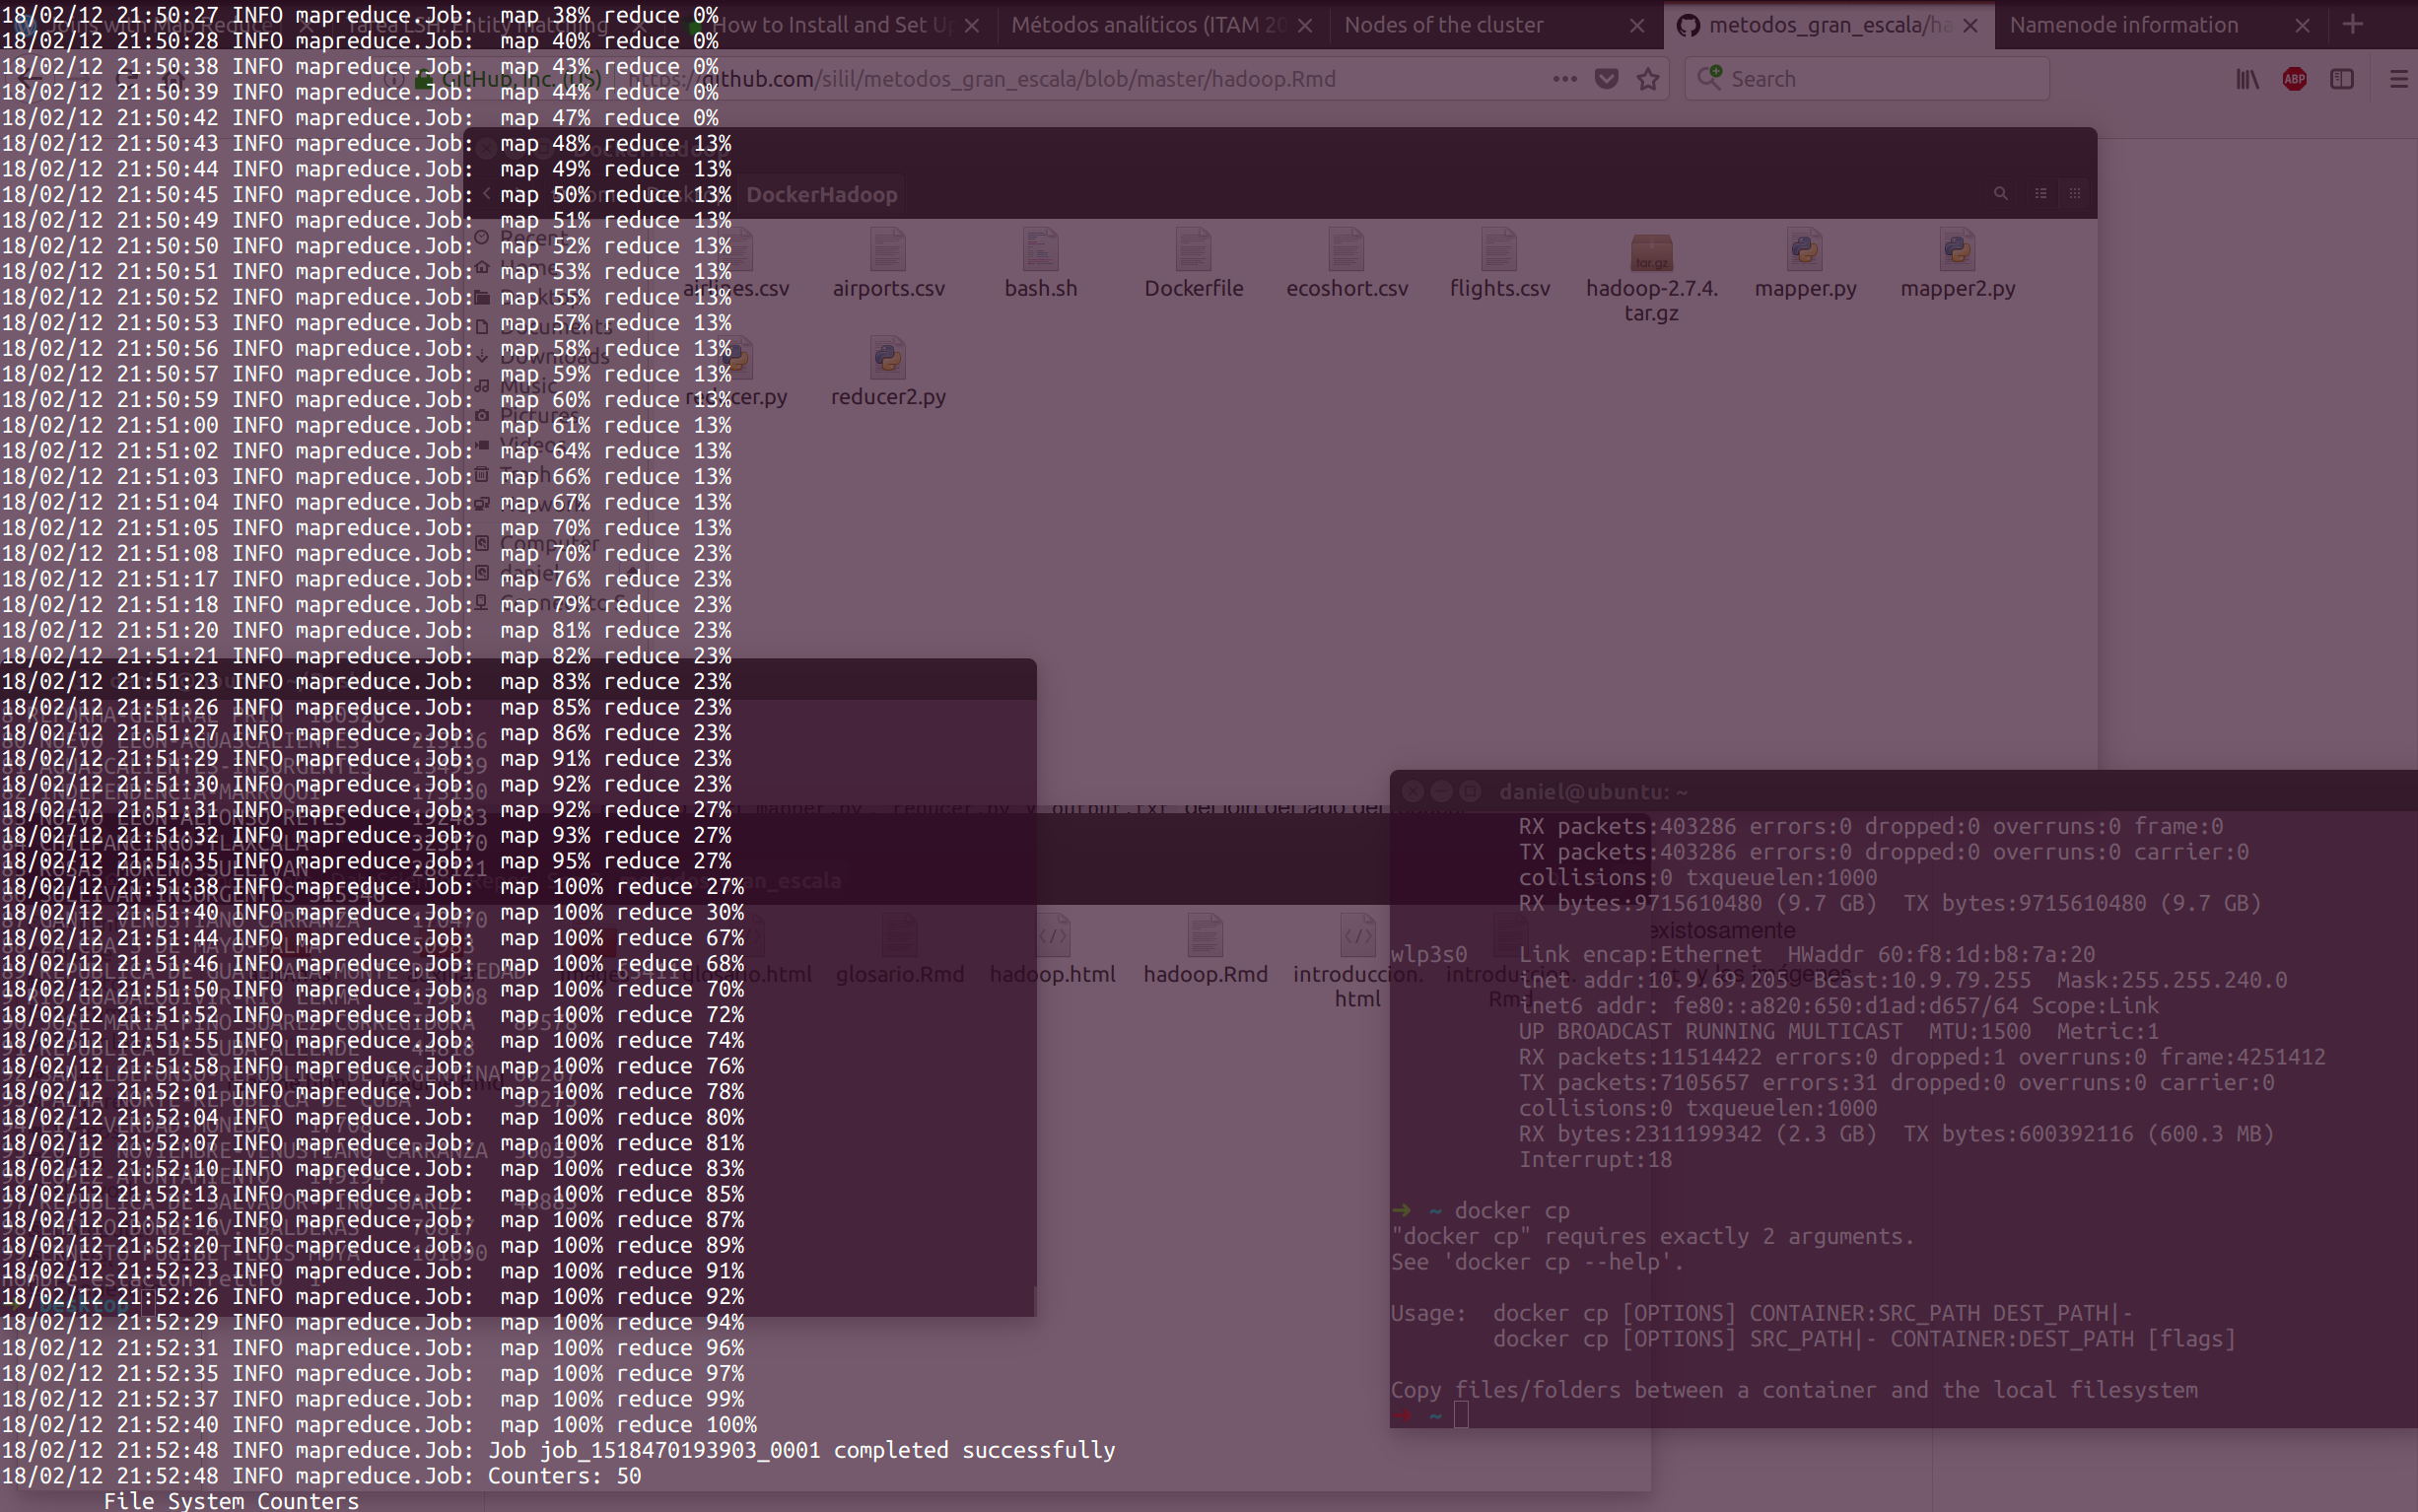 18/02/12 21:50:27 INFO mapreduce.Job:  map 38% reduce 0%
18/02/12 21:50:28 INFO mapreduce.Job:  map 40% reduce 0%
18/02/12 21:50:38 INFO mapreduce.Job:  map 43% reduce 0%
18/02/12 21:50:39 INFO mapreduce.Job:  map 44% reduce 0%
18/02/12 21:50:42 INFO mapreduce.Job:  map 47% reduce 0%
18/02/12 21:50:43 INFO mapreduce.Job:  map 48% reduce 13%
18/02/12 21:50:44 INFO mapreduce.Job:  map 49% reduce 13%
18/02/12 21:50:45 INFO mapreduce.Job:  map 50% reduce 13%
18/02/12 21:50:49 INFO mapreduce.Job:  map 51% reduce 13%
18/02/12 21:50:50 INFO mapreduce.Job:  map 52% reduce 13%
18/02/12 21:50:51 INFO mapreduce.Job:  map 53% reduce 13%
18/02/12 21:50:52 INFO mapreduce.Job:  map 55% reduce 13%
18/02/12 21:50:53 INFO mapreduce.Job:  map 57% reduce 13%
18/02/12 21:50:56 INFO mapreduce.Job:  map 58% reduce 13%
18/02/12 21:50:57 INFO mapreduce.Job:  map 59% reduce 13%
18/02/12 21:50:59 INFO mapreduce.Job:  map 60% reduce 13%
18/02/12 21:51:00 INFO mapreduce.Job:  map 61% reduce 13%
18/02/12 21:51:02 INFO mapreduce.Job:  map 64% reduce 13%
18/02/12 21:51:03 INFO mapreduce.Job:  map 66% reduce 13%
18/02/12 21:51:04 INFO mapreduce.Job:  map 67% reduce 13%
18/02/12 21:51:05 INFO mapreduce.Job:  map 70% reduce 13%
18/02/12 21:51:08 INFO mapreduce.Job:  map 70% reduce 23%
18/02/12 21:51:17 INFO mapreduce.Job:  map 76% reduce 23%
18/02/12 21:51:18 INFO mapreduce.Job:  map 79% reduce 23%
18/02/12 21:51:20 INFO mapreduce.Job:  map 81% reduce 23%
18/02/12 21:51:21 INFO mapreduce.Job:  map 82% reduce 23%
18/02/12 21:51:23 INFO mapreduce.Job:  map 83% reduce 23%
18/02/12 21:51:26 INFO mapreduce.Job:  map 85% reduce 23%
18/02/12 21:51:27 INFO mapreduce.Job:  map 86% reduce 23%
18/02/12 21:51:29 INFO mapreduce.Job:  map 91% reduce 23%
18/02/12 21:51:30 INFO mapreduce.Job:  map 92% reduce 23%
18/02/12 21:51:31 INFO mapreduce.Job:  map 92% reduce 27%
18/02/12 21:51:32 INFO mapreduce.Job:  map 93% reduce 27%
18/02/12 21:51:35 INFO mapreduce.Job:  map 95% reduce 27%
18/02/12 21:51:38 INFO mapreduce.Job:  map 100% reduce 27%
18/02/12 21:51:40 INFO mapreduce.Job:  map 100% reduce 30%
18/02/12 21:51:44 INFO mapreduce.Job:  map 100% reduce 67%
18/02/12 21:51:46 INFO mapreduce.Job:  map 100% reduce 68%
18/02/12 21:51:50 INFO mapreduce.Job:  map 100% reduce 70%
18/02/12 21:51:52 INFO mapreduce.Job:  map 100% reduce 72%
18/02/12 21:51:55 INFO mapreduce.Job:  map 100% reduce 74%
18/02/12 21:51:58 INFO mapreduce.Job:  map 100% reduce 76%
18/02/12 21:52:01 INFO mapreduce.Job:  map 100% reduce 78%
18/02/12 21:52:04 INFO mapreduce.Job:  map 100% reduce 80%
18/02/12 21:52:07 INFO mapreduce.Job:  map 100% reduce 81%
18/02/12 21:52:10 INFO mapreduce.Job:  map 100% reduce 83%
18/02/12 21:52:13 INFO mapreduce.Job:  map 100% reduce 85%
18/02/12 21:52:16 INFO mapreduce.Job:  map 100% reduce 87%
18/02/12 21:52:20 INFO mapreduce.Job:  map 100% reduce 89%
18/02/12 21:52:23 INFO mapreduce.Job:  map 100% reduce 91%
18/02/12 21:52:26 INFO mapreduce.Job:  map 100% reduce 92%
18/02/12 21:52:29 INFO mapreduce.Job:  map 100% reduce 94%
18/02/12 21:52:31 INFO mapreduce.Job:  map 100% reduce 96%
18/02/12 21:52:35 INFO mapreduce.Job:  map 100% reduce 97%
18/02/12 21:52:37 INFO mapreduce.Job:  map 100% reduce 99%
18/02/12 21:52:40 INFO mapreduce.Job:  map 100% reduce 100%
18/02/12 21:52:48 INFO mapreduce.Job: Job job_1518470193903_0001 completed successfully
18/02/12 21:52:48 INFO mapreduce.Job: Counters: 50
File System Counters
How to Install and Set Up
Métodos analíticos (ITAM 20
Nodes of the cluster
metodos_gran_escala/ha
Namenode information
GitHub, Inc. (US)
https://github.com/silil/metodos_gran_escala/blob/master/hadoop.Rmd
Search
DockerHadoop
airlines.csv
airports.csv
bash.sh
Dockerfile
ecoshort.csv
flights.csv
hadoop-2.7.4.
tar.gz
mapper.py
mapper2.py
reducer.py
reducer2.py
glosario.html
glosario.Rmd
hadoop.html
hadoop.Rmd
introduccion.
html
introduccion.
Rmd
existosamente
y las imágenes
daniel@ubuntu: ~
RX packets:403286 errors:0 dropped:0 overruns:0 frame:0
TX packets:403286 errors:0 dropped:0 overruns:0 carrier:0
collisions:0 txqueuelen:1000
RX bytes:9715610480 (9.7 GB)  TX bytes:9715610480 (9.7 GB)
wlp3s0    Link encap:Ethernet  HWaddr 60:f8:1d:b8:7a:20
inet addr:10.9.69.205  Bcast:10.9.79.255  Mask:255.255.240.0
inet6 addr: fe80::a820:650:d1ad:d657/64 Scope:Link
UP BROADCAST RUNNING MULTICAST  MTU:1500  Metric:1
RX packets:11514422 errors:0 dropped:1 overruns:0 frame:4251412
TX packets:7105657 errors:31 dropped:0 overruns:0 carrier:0
collisions:0 txqueuelen:1000
RX bytes:2311199342 (2.3 GB)  TX bytes:600392116 (600.3 MB)
Interrupt:18
➜  ~ docker cp
"docker cp" requires exactly 2 arguments.
See 'docker cp --help'.
Usage:  docker cp [OPTIONS] CONTAINER:SRC_PATH DEST_PATH|-
docker cp [OPTIONS] SRC_PATH|- CONTAINER:DEST_PATH [flags]
Copy files/folders between a container and the local filesystem
➜  ~